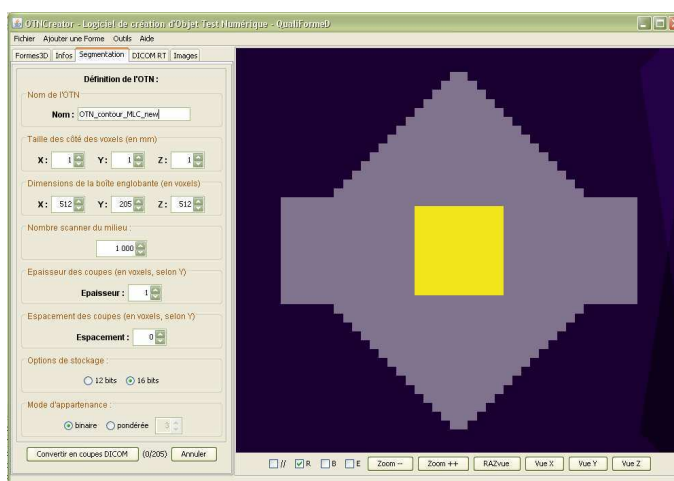 OTNCreator - Logiciel de création d'Objet Test Numérique - QualiFormeD
Fichier Ajouter une Forme Outils Aide
Formes3D Infos Segmentation DICOM RT Images
Définition de l'OTN :
Nom de l'OTN
Nom : OTN_contour_MLC_new
Taille des côté des voxels (en mm)
X : 1 Y : 1 Z : 1
Dimensions de la boîte englobante (en voxels)
X : 512 Y : 205 Z : 512
Nombre scanner du milieu :
1 000
Epaisseur des coupes (en voxels, selon Y)
Epaisseur : 1
Espacement des coupes (en voxels, selon Y)
Espacement : 0
Options de stockage :
12 bits 16 bits
Mode d'appartenance :
binaire pondérée 3
Convertir en coupes DICOM (0/205) Annuler
// R B E Zoom -- Zoom ++ RAZvue Vue X Vue Y Vue Z